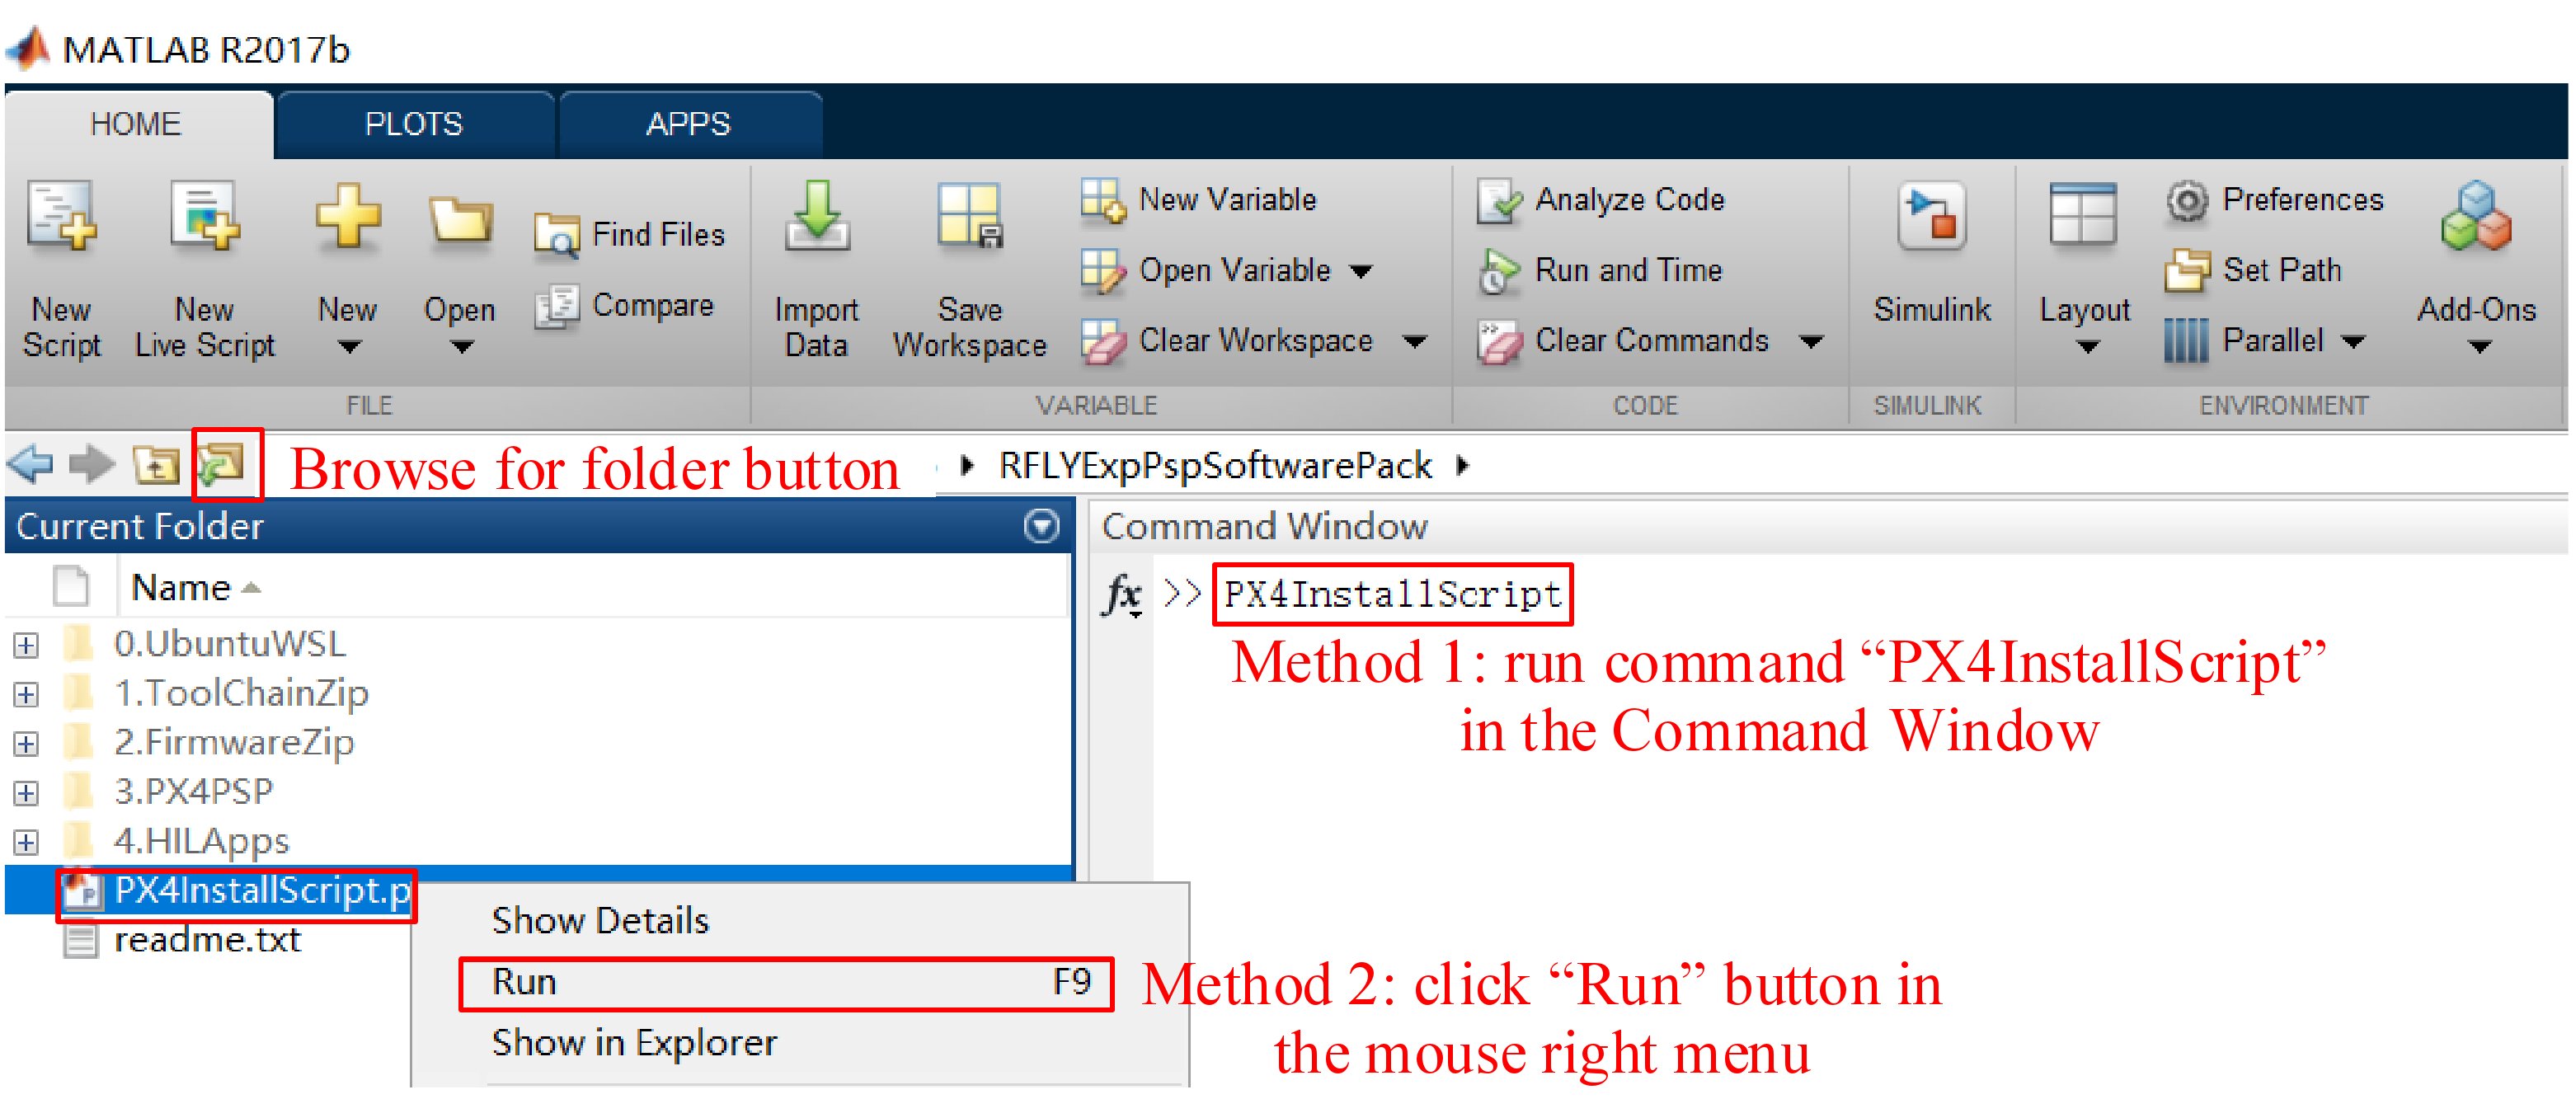 MATLAB R2017b
HOME
PLOTS
APPS
New Script
New Live Script
New
Open
Find Files
Compare
Import Data
Save Workspace
New Variable
Open Variable
Clear Workspace
Analyze Code
Run and Time
Clear Commands
Simulink
Layout
Preferences
Set Path
Parallel
Add-Ons
FILE
VARIABLE
CODE
SIMULINK
ENVIRONMENT
Browse for folder button
RFLYExpPspSoftwarePack
Current Folder
Name
0.UbuntuWSL
1.ToolChainZip
2.FirmwareZip
3.PX4PSP
4.HILApps
PX4InstallScript.p
readme.txt
Show Details
Run F9
Show in Explorer
Command Window
fx >> PX4InstallScript
Method 1: run command “PX4InstallScript”
in the Command Window
Method 2: click “Run” button in
the mouse right menu